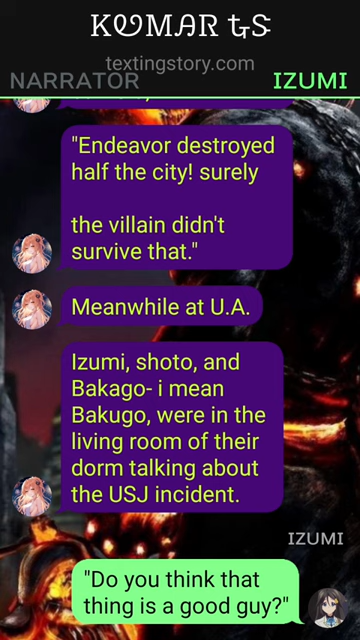 KUMAR TS
textingstory.com
NARRATOR
IZUMI
"Endeavor destroyed
half the city! surely
the villain didn't
survive that."
Meanwhile at U.A.
Izumi, shoto, and
Bakago- i mean
Bakugo, were in the
living room of their
dorm talking about
the USJ incident.
IZUMI
"Do you think that
thing is a good guy?"